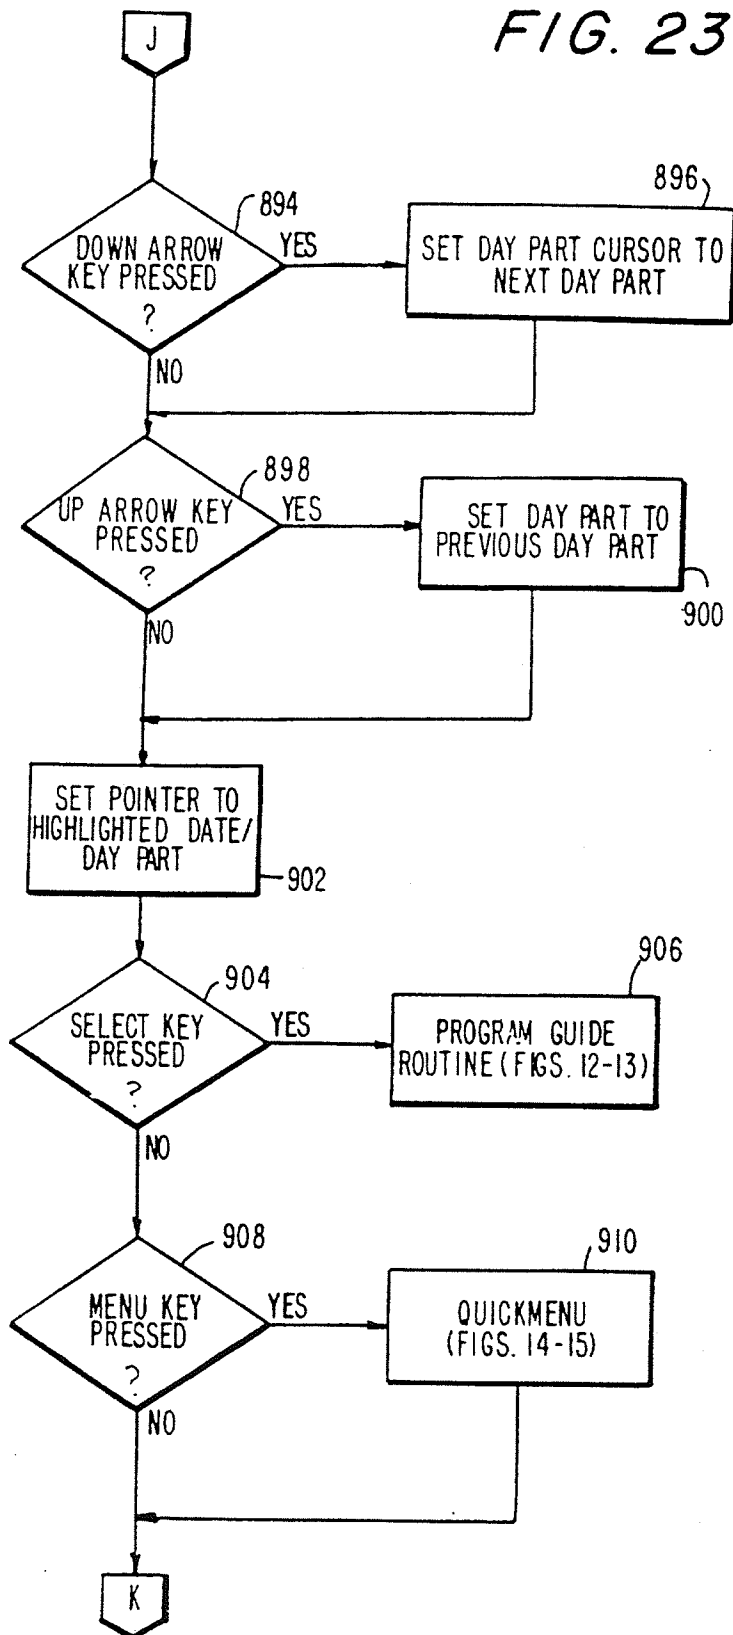 FIG. 23
J
894
DOWN ARROW
KEY PRESSED
?
YES
NO
896
SET DAY PART CURSOR TO
NEXT DAY PART
898
UP ARROW KEY
PRESSED
?
YES
NO
SET DAY PART TO
PREVIOUS DAY PART
900
SET POINTER TO
HIGHLIGHTED DATE/
DAY PART
902
904
SELECT KEY
PRESSED
?
YES
NO
906
PROGRAM GUIDE
ROUTINE (FIGS. 12-13)
908
MENU KEY
PRESSED
?
YES
NO
910
QUICKMENU
(FIGS. 14-15)
K